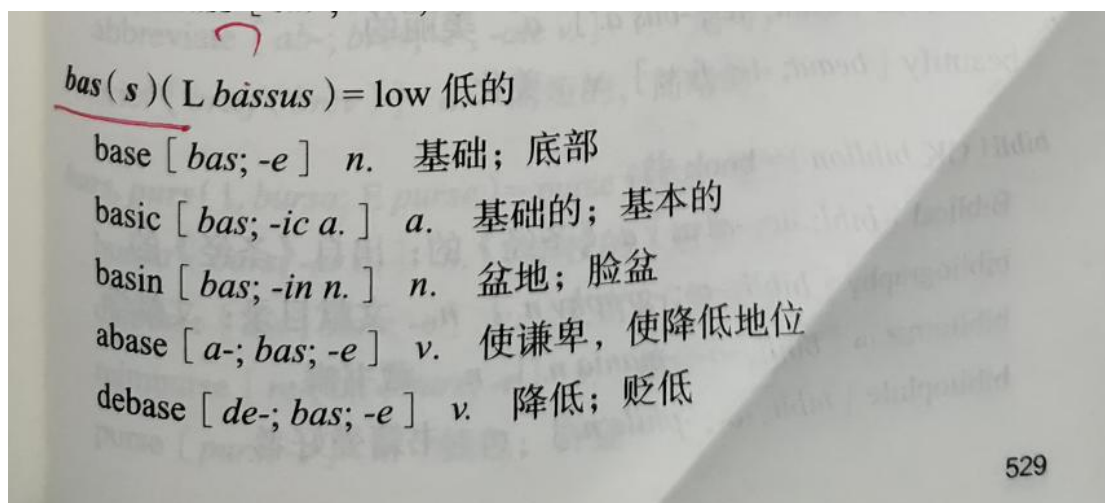 bas(s)(L bassus)= low 低的
base [ bas; -e ] n. 基础；底部
basic [ bas; -ic a. ] a. 基础的；基本的
basin [ bas; -in n. ] n. 盆地；脸盆
abase [ a-; bas; -e ] v. 使谦卑，使降低地位
debase [ de-; bas; -e ] v. 降低；贬低
529